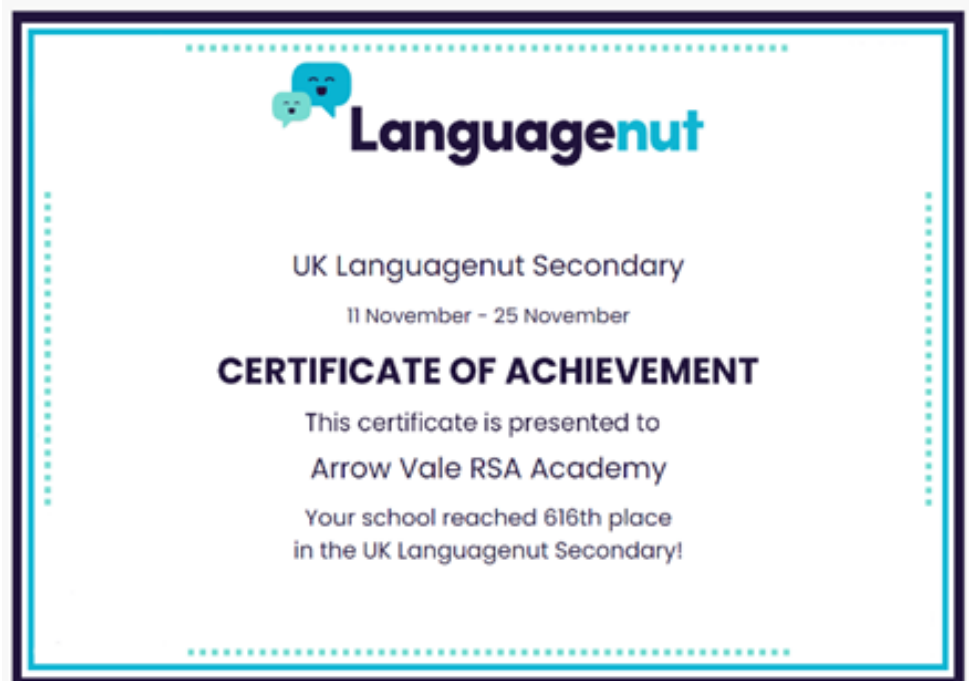 Languagenut
UK Languagenut Secondary
11 November - 25 November
CERTIFICATE OF ACHIEVEMENT
This certificate is presented to
Arrow Vale RSA Academy
Your school reached 616th place
in the UK Languagenut Secondary!